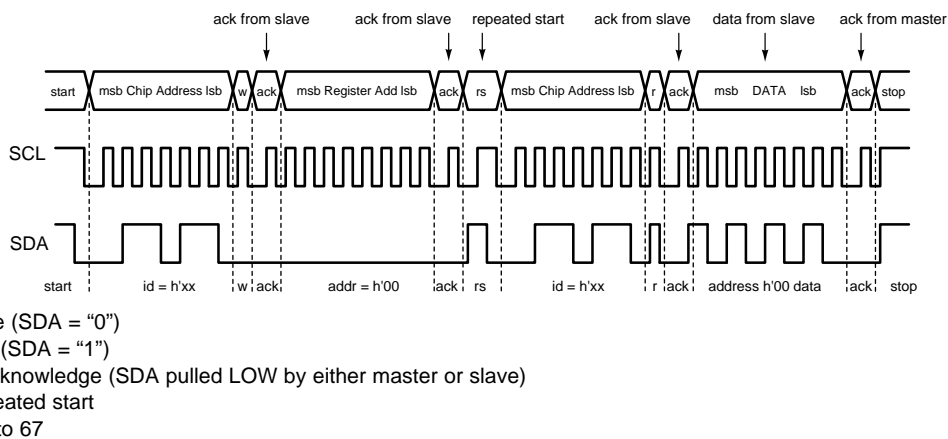 ack from slave ack from slave repeated start ack from slave data from slave ack from master
start msb Chip Address lsb w ack msb Register Add lsb ack rs msb Chip Address lsb r ack msb DATA lsb ack stop
SCL
SDA
start id = h'xx w ack addr = h'00 ack rs id = h'xx r ack address h'00 data ack stop
e (SDA = “0”)
(SDA = “1”)
knowledge (SDA pulled LOW by either master or slave)
eated start
to 67